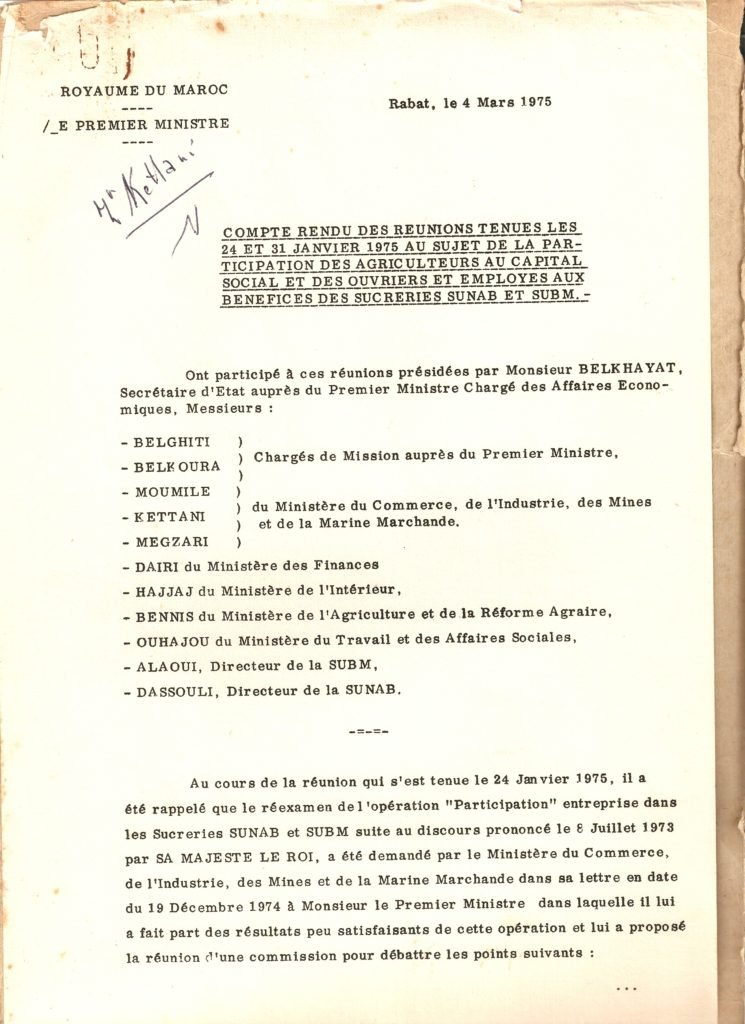 ROYAUME DU MAROC
----
/_E PREMIER MINISTRE
----
Rabat, le 4 Mars 1975
Mr Kettani
COMPTE RENDU DES REUNIONS TENUES LES
24 ET 31 JANVIER 1975 AU SUJET DE LA PAR-
TICIPATION DES AGRICULTEURS AU CAPITAL
SOCIAL ET DES OUVRIERS ET EMPLOYES AUX
BENEFICES DES SUCRERIES SUNAB ET SUBM.-
Ont participé à ces réunions présidées par Monsieur BELKHAYAT,
Secrétaire d'Etat auprès du Premier Ministre Chargé des Affaires Econo-
miques, Messieurs :
- BELGHITI )
) Chargés de Mission auprès du Premier Ministre,
- BELKOURA )
)
- MOUMILE )
) du Ministère du Commerce, de l'Industrie, des Mines
- KETTANI
) et de la Marine Marchande.
- MEGZARI )
- DAIRI du Ministère des Finances
- HAJJAJ du Ministère de l'Intérieur,
- BENNIS du Ministère de l'Agriculture et de la Réforme Agraire,
- OUHAJOU du Ministère du Travail et des Affaires Sociales,
- ALAOUI, Directeur de la SUBM,
- DASSOULI, Directeur de la SUNAB.
-=-=-
Au cours de la réunion qui s'est tenue le 24 Janvier 1975, il a
été rappelé que le réexamen de l'opération "Participation" entreprise dans
les Sucreries SUNAB et SUBM suite au discours prononcé le 8 Juillet 1973
par SA MAJESTE LE ROI, a été demandé par le Ministère du Commerce,
de l'Industrie, des Mines et de la Marine Marchande dans sa lettre en date
du 19 Décembre 1974 à Monsieur le Premier Ministre dans laquelle il lui
a fait part des résultats peu satisfaisants de cette opération et lui a proposé
la réunion d'une commission pour débattre les points suivants :
...